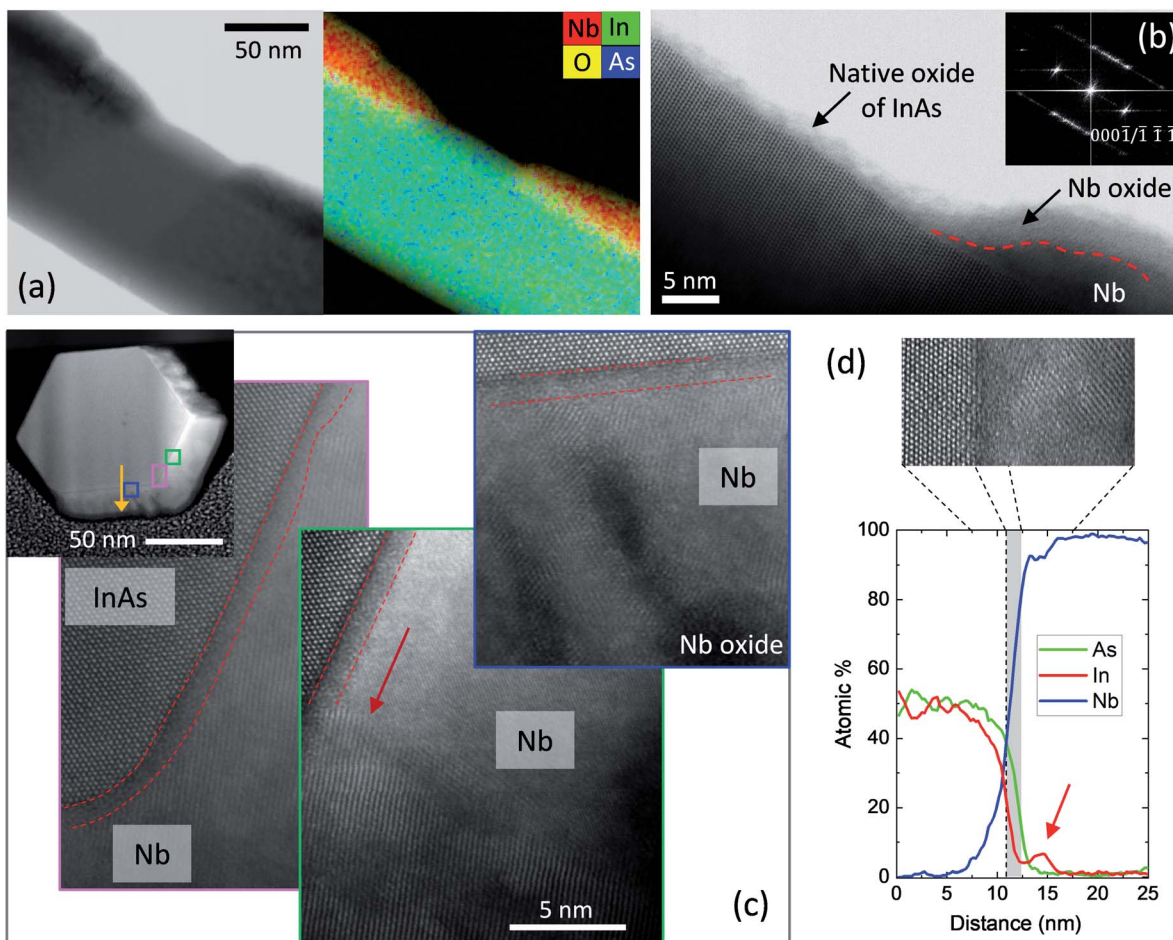 50 nm
Nb In
O As
(a)
Native oxide
of InAs
(b)
0001̅/1̅ 1̅ 1̅
Nb oxide
Nb
5 nm
50 nm
InAs
Nb
Nb
5 nm
Nb
Nb oxide
(c)
(d)
100
80
60
40
20
0
Atomic %
As
In
Nb
0 5 10 15 20 25
Distance (nm)